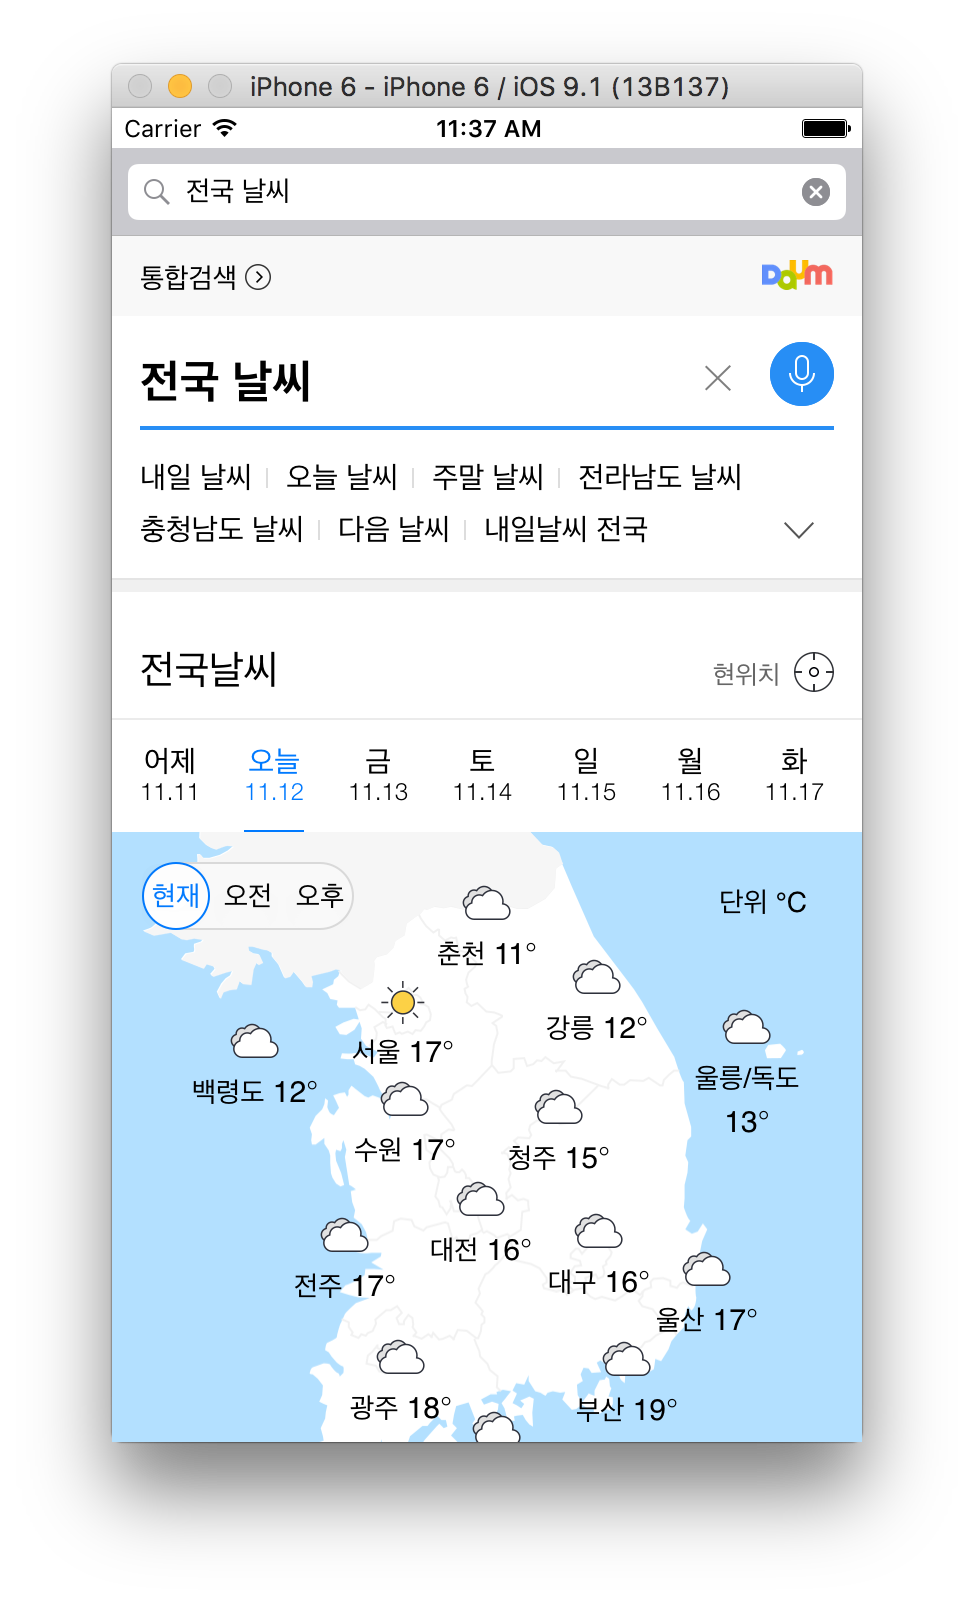 iPhone 6 - iPhone 6 / iOS 9.1 (13B137)
Carrier 11:37 AM
전국 날씨
통합검색 Daum
전국 날씨
내일 날씨 오늘 날씨 주말 날씨 전라남도 날씨
충청남도 날씨 다음 날씨 내일날씨 전국
전국날씨 현위치
어제 오늘 금 토 일 월 화
11.11 11.12 11.13 11.14 11.15 11.16 11.17
현재 오전 오후 단위 °C
춘천 11°
강릉 12°
서울 17°
울릉/독도
13°
백령도 12°
수원 17°
청주 15°
대전 16°
대구 16°
전주 17°
울산 17°
광주 18°
부산 19°